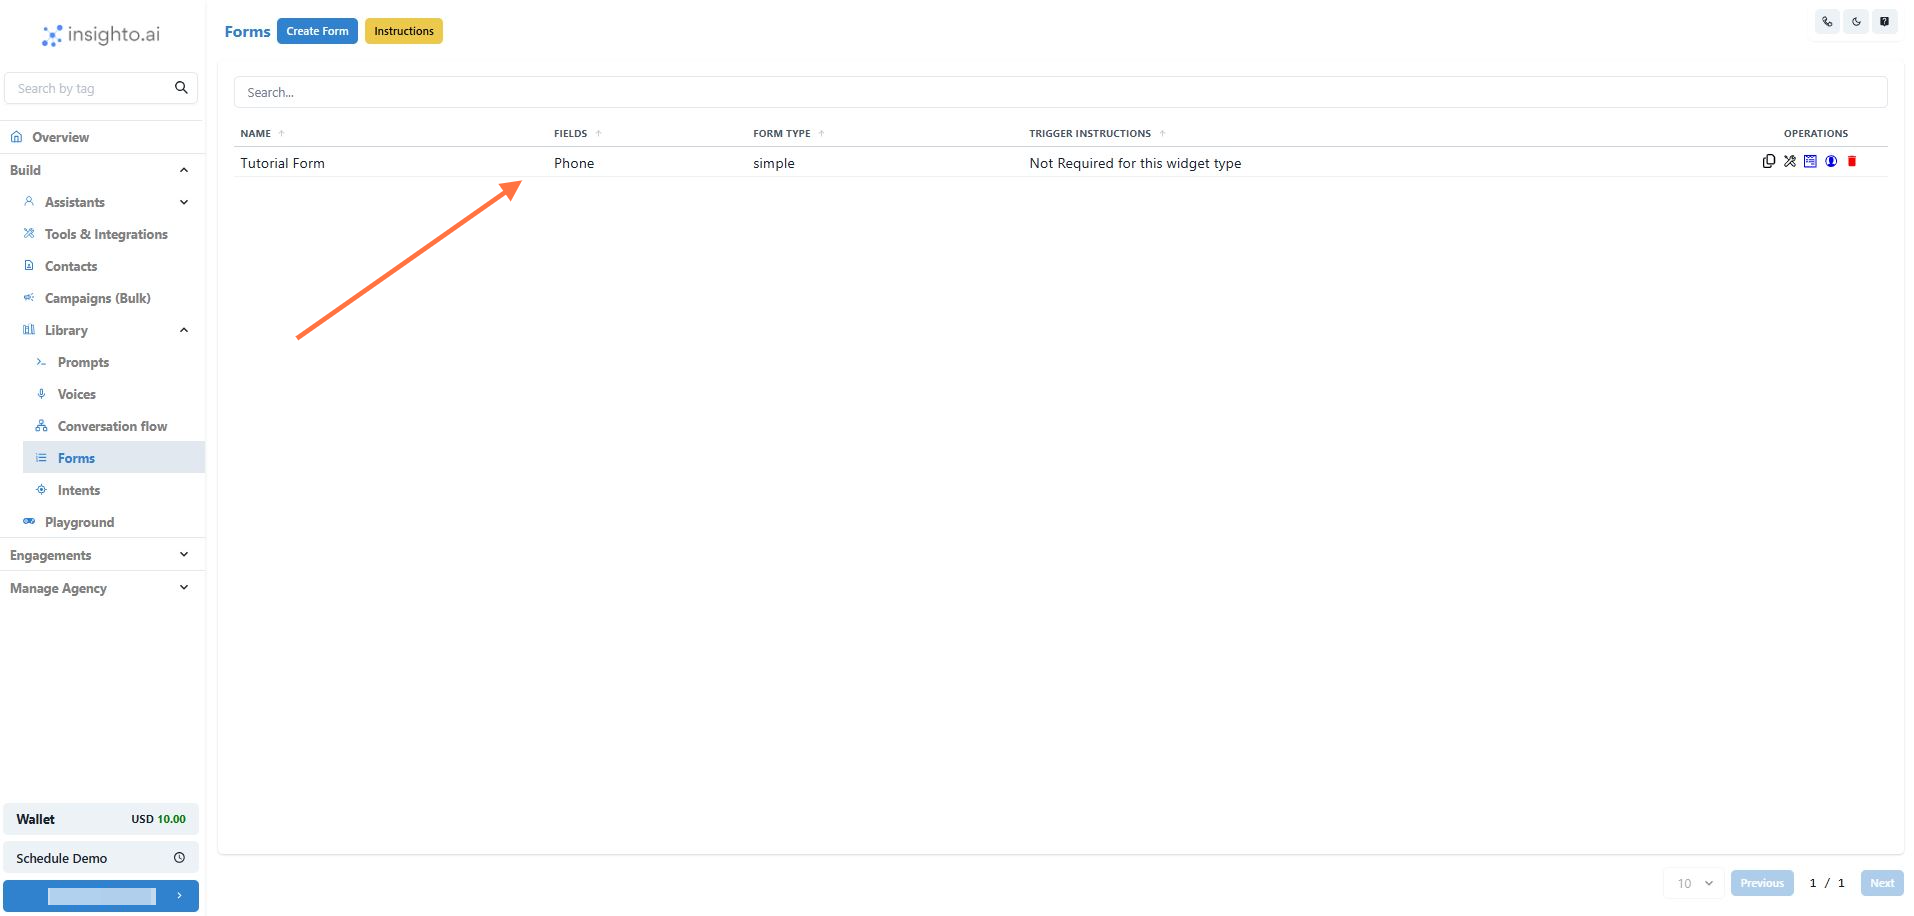 insighto.ai
Search by tag
Overview
Build
Assistants
Tools & Integrations
Contacts
Campaigns (Bulk)
Library
Prompts
Voices
Conversation flow
Forms
Intents
Playground
Engagements
Manage Agency
Wallet USD 10.00
Schedule Demo
Forms Create Form Instructions
Search...
NAME FIELDS FORM TYPE TRIGGER INSTRUCTIONS OPERATIONS
Tutorial Form Phone simple Not Required for this widget type
10 Previous 1 / 1 Next